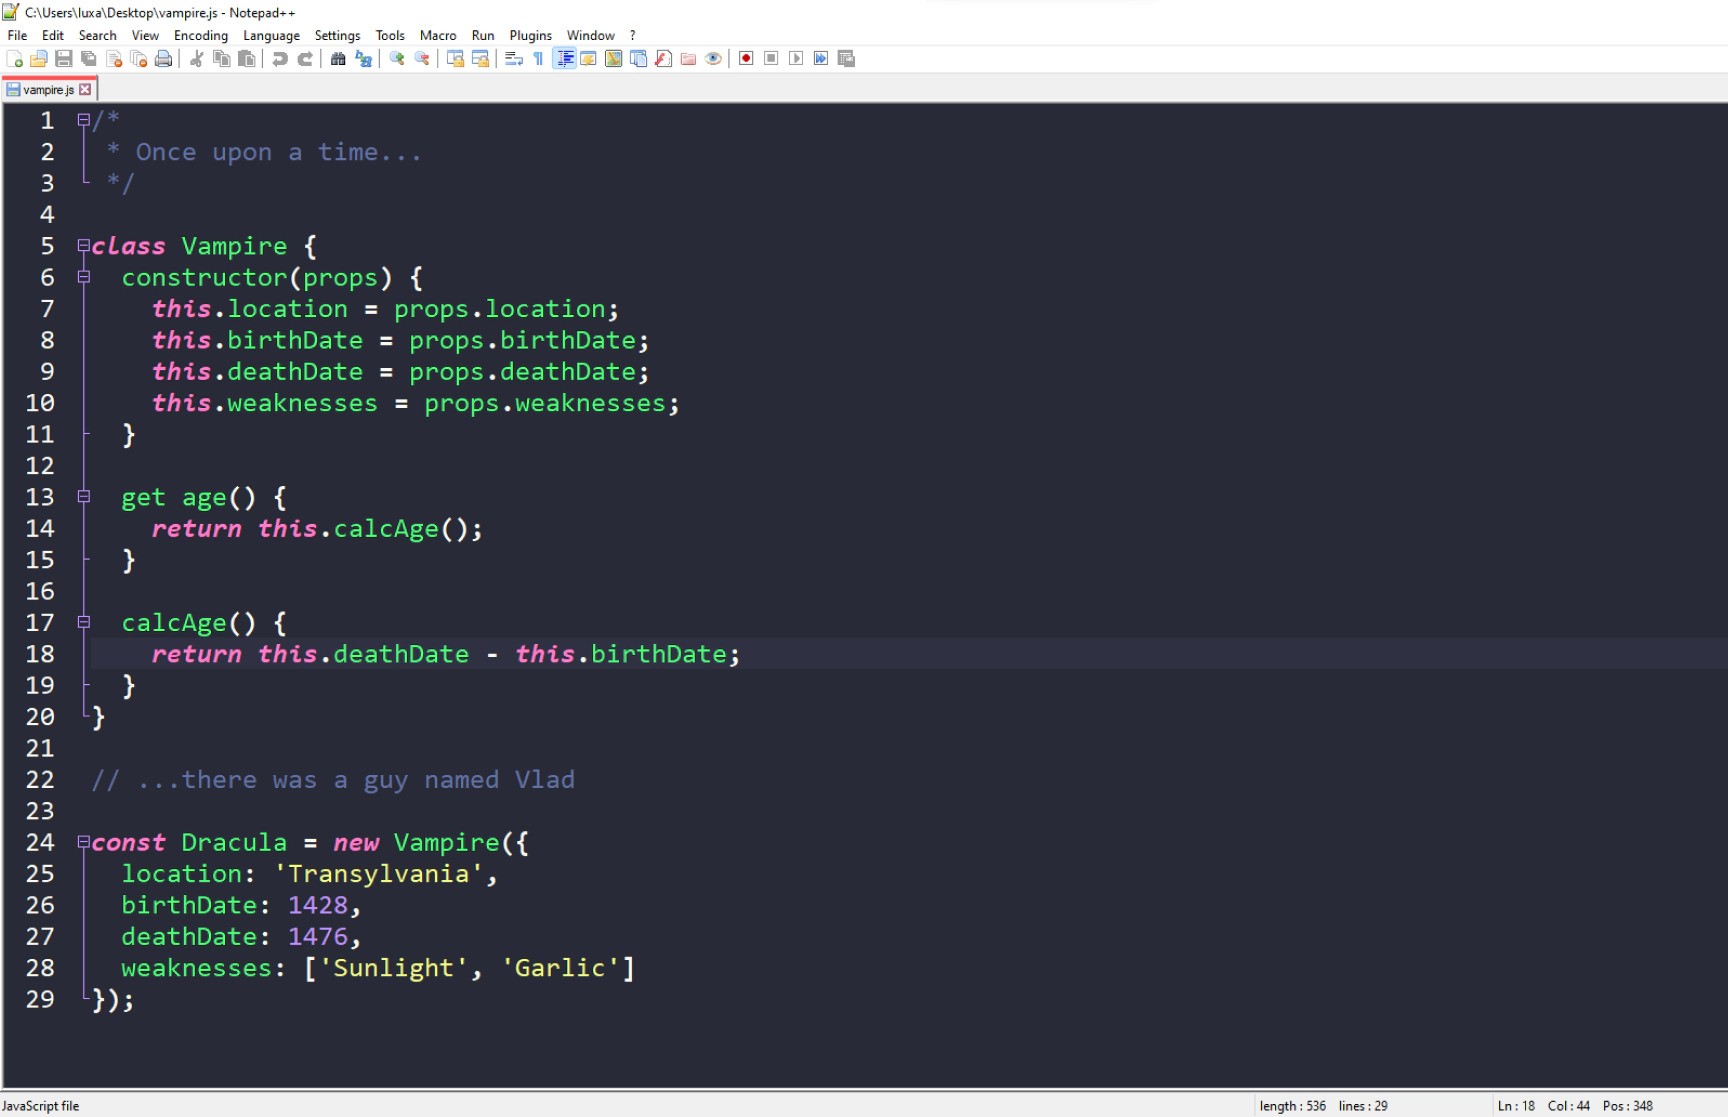 C:\Users\luxa\Desktop\vampire.js - Notepad++
File Edit Search View Encoding Language Settings Tools Macro Run Plugins Window ?
vampire.js
1 /*
2  * Once upon a time...
3  */
4
5 class Vampire {
6   constructor(props) {
7     this.location = props.location;
8     this.birthDate = props.birthDate;
9     this.deathDate = props.deathDate;
10     this.weaknesses = props.weaknesses;
11   }
12
13   get age() {
14     return this.calcAge();
15   }
16
17   calcAge() {
18     return this.deathDate - this.birthDate;
19   }
20 }
21
22 // ...there was a guy named Vlad
23
24 const Dracula = new Vampire({
25   location: 'Transylvania',
26   birthDate: 1428,
27   deathDate: 1476,
28   weaknesses: ['Sunlight', 'Garlic']
29 });
JavaScript file length : 536 lines : 29 Ln : 18 Col : 44 Pos : 348